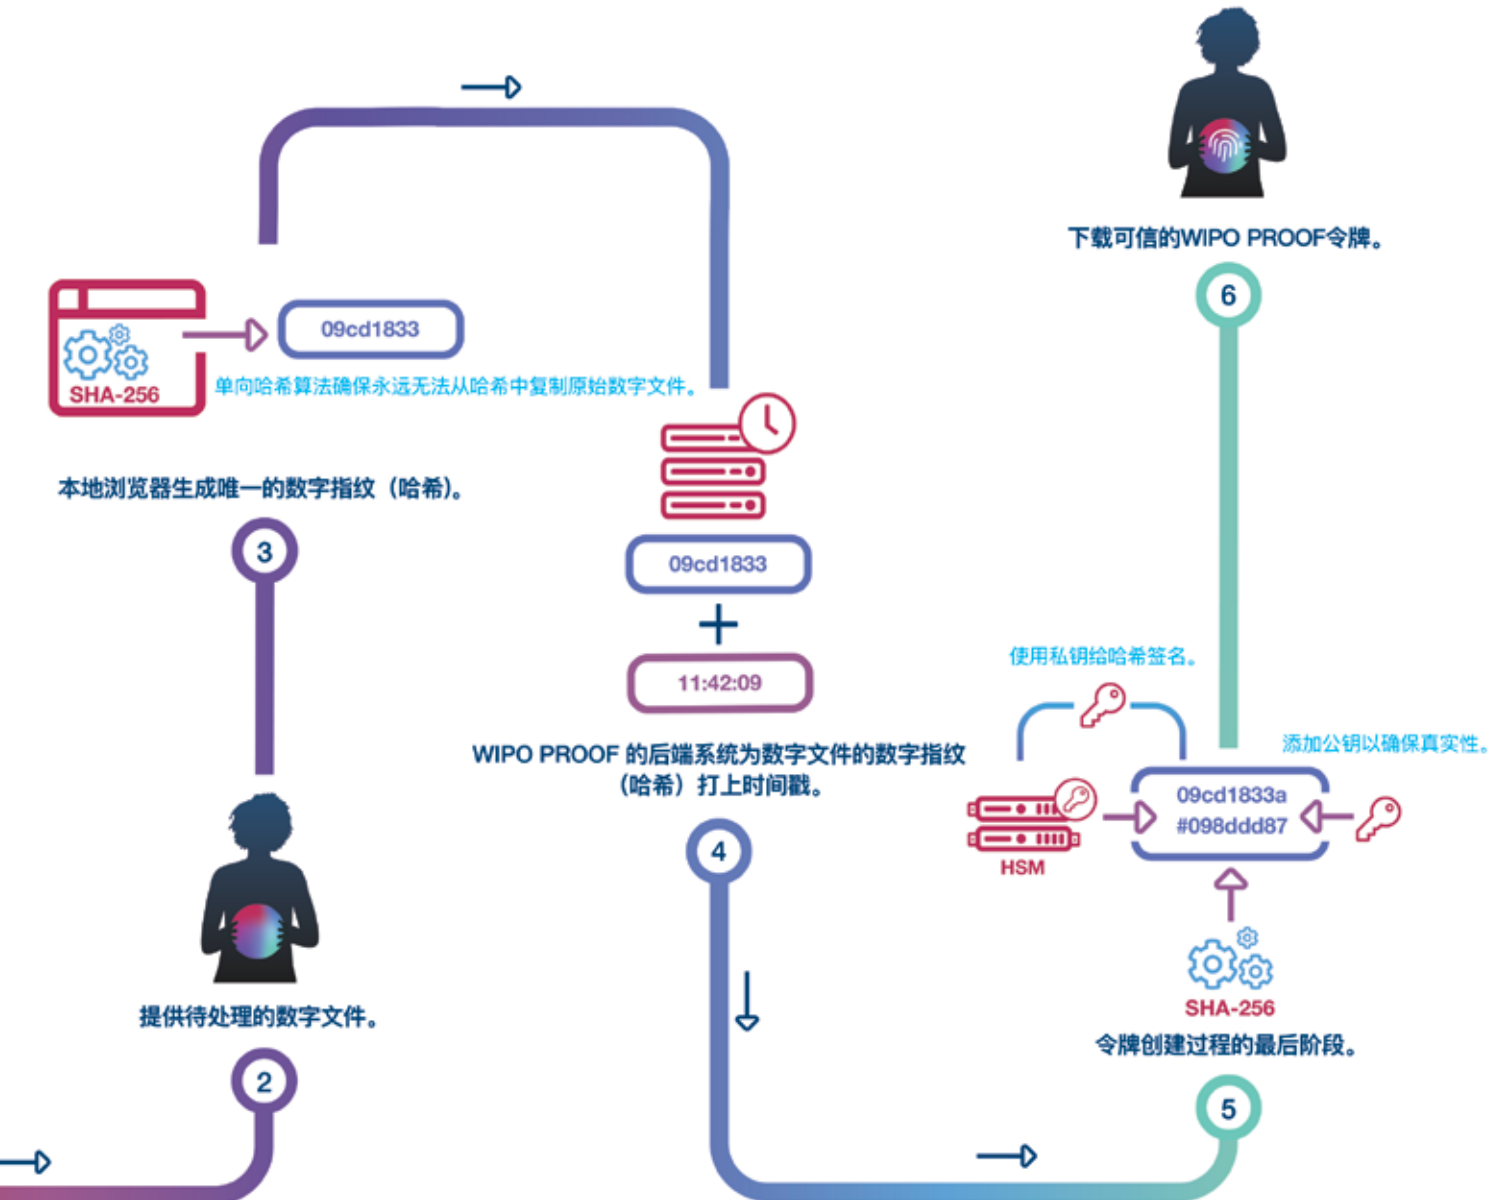 SHA-256
09cd1833
单向哈希算法确保永远无法从哈希中复制原始数字文件。
本地浏览器生成唯一的数字指纹（哈希）。
3
提供待处理的数字文件。
2
09cd1833
11:42:09
WIPO PROOF 的后端系统为数字文件的数字指纹
（哈希）打上时间戳。
4
下载可信的WIPO PROOF令牌。
6
使用私钥给哈希签名。
添加公钥以确保真实性。
09cd1833a
#098ddd87
HSM
SHA-256
令牌创建过程的最后阶段。
5